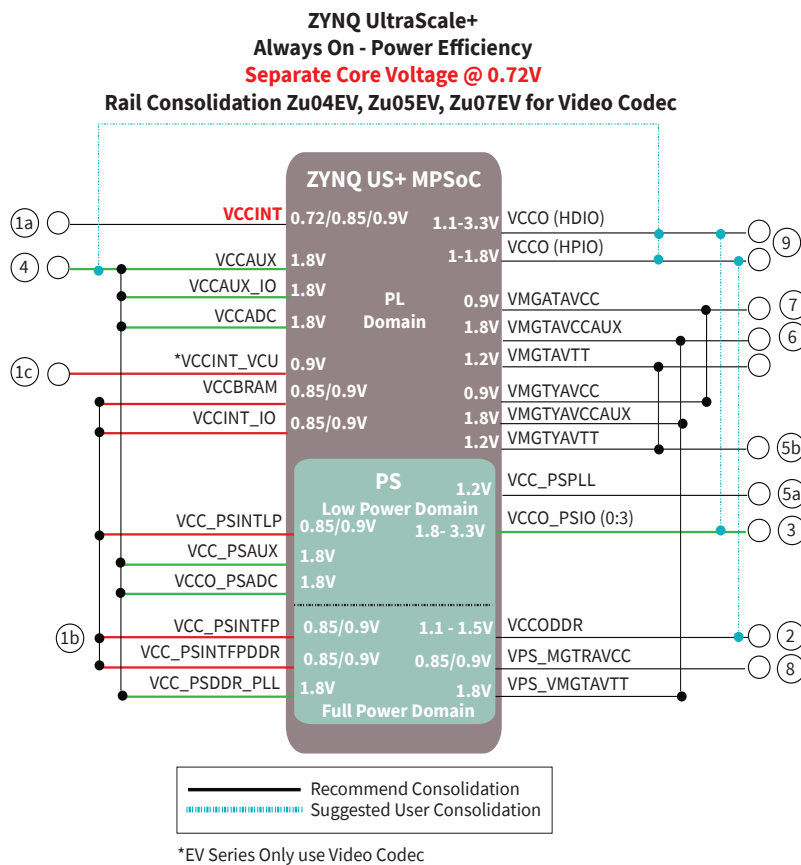 ZYNQ UltraScale+
Always On - Power Efficiency
Separate Core Voltage @ 0.72V
Rail Consolidation Zu04EV, Zu05EV, Zu07EV for Video Codec
ZYNQ US+ MPSoC
1a
VCCINT
0.72/0.85/0.9V
1.1-3.3V
VCCO (HDIO)
9
4
VCCAUX
1.8V
1-1.8V
VCCO (HPIO)
VCCAUX_IO
1.8V
PL
Domain
0.9V
VMGATAVCC
7
VCCADC
1.8V
1.8V
VMGTAVCCAUX
6
1c
*VCCINT_VCU
0.9V
1.2V
VMGTAVTT
VCCBRAM
0.85/0.9V
0.9V
VMGTYAVCC
VCCINT_IO
0.85/0.9V
1.8V
VMGTYAVCCAUX
1.2V
VMGTYAVTT
5b
PS
Low Power Domain
1.2V
VCC_PSPLL
5a
VCC_PSINTLP
0.85/0.9V
1.8- 3.3V
VCCO_PSIO (0:3)
3
VCC_PSAUX
1.8V
VCCO_PSADC
1.8V
1b
VCC_PSINTFP
0.85/0.9V
1.1 - 1.5V
VCCODDR
2
VCC_PSINTFPDDR
0.85/0.9V
0.85/0.9V
VPS_MGTRAVCC
8
VCC_PSDDR_PLL
1.8V
1.8V
VPS_VMGTAVTT
Full Power Domain
Recommend Consolidation
Suggested User Consolidation
*EV Series Only use Video Codec